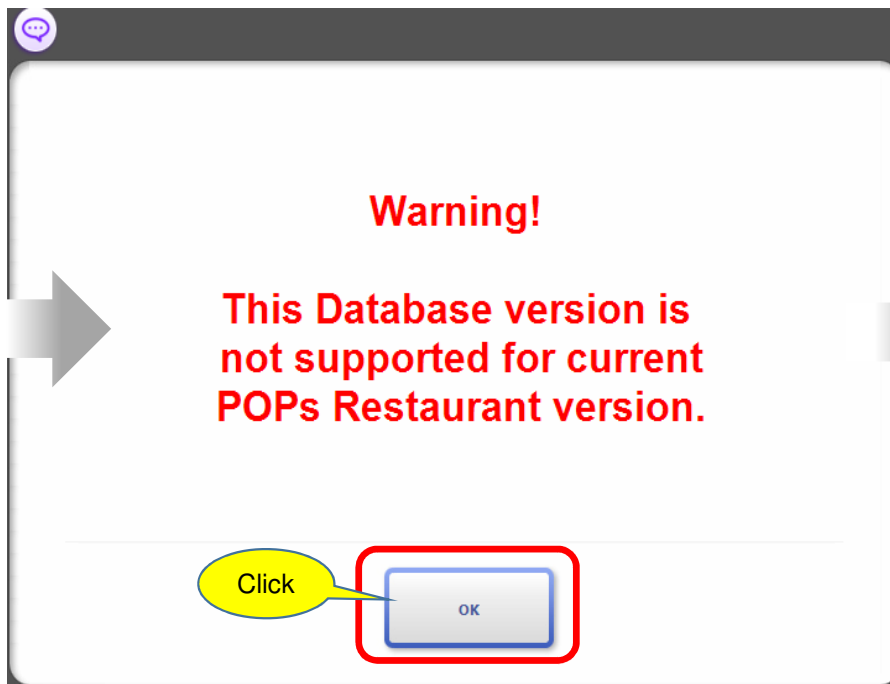 Warning!
This Database version is
not supported for current
POPs Restaurant version.
Click
OK